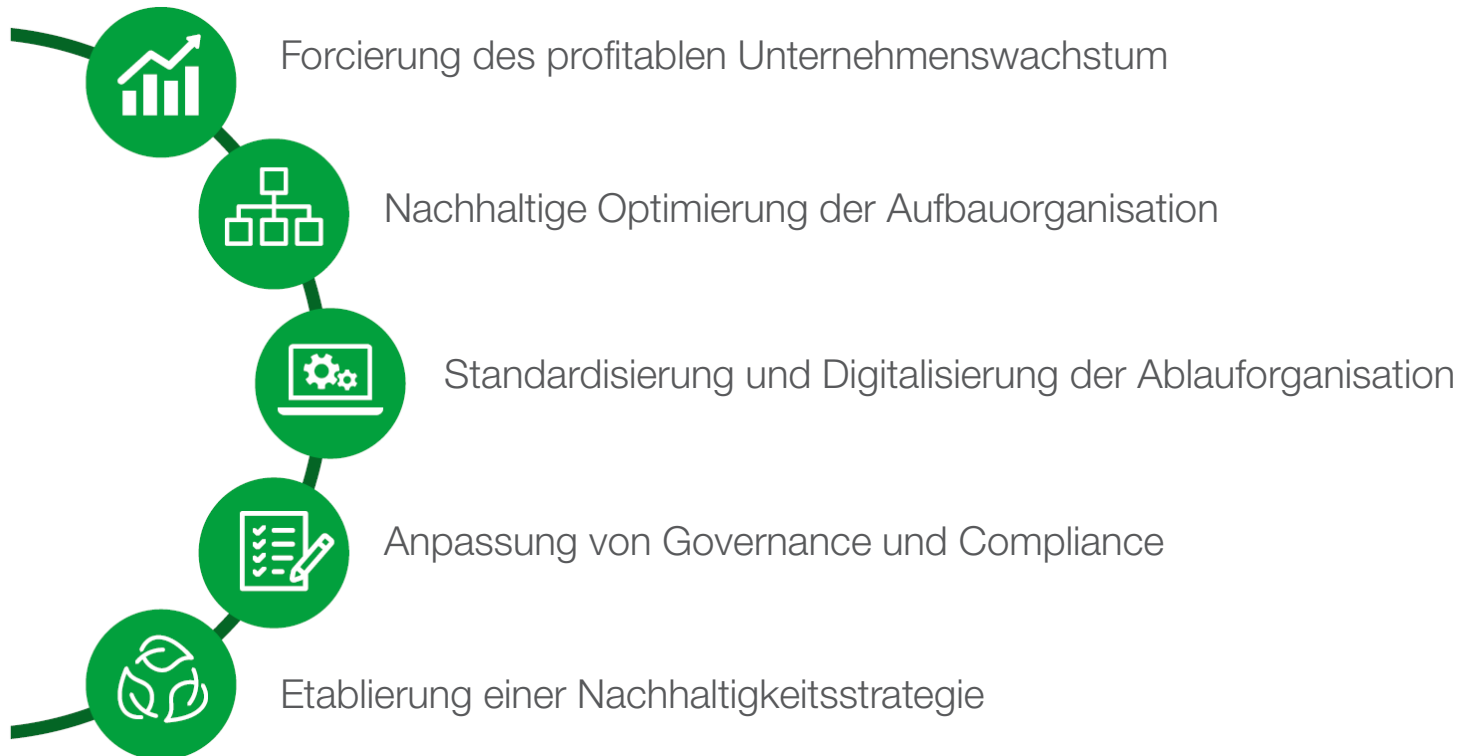 Forcierung des profitablen Unternehmenswachstum
Nachhaltige Optimierung der Aufbauorganisation
Standardisierung und Digitalisierung der Ablauforganisation
Anpassung von Governance und Compliance
Etablierung einer Nachhaltigkeitsstrategie